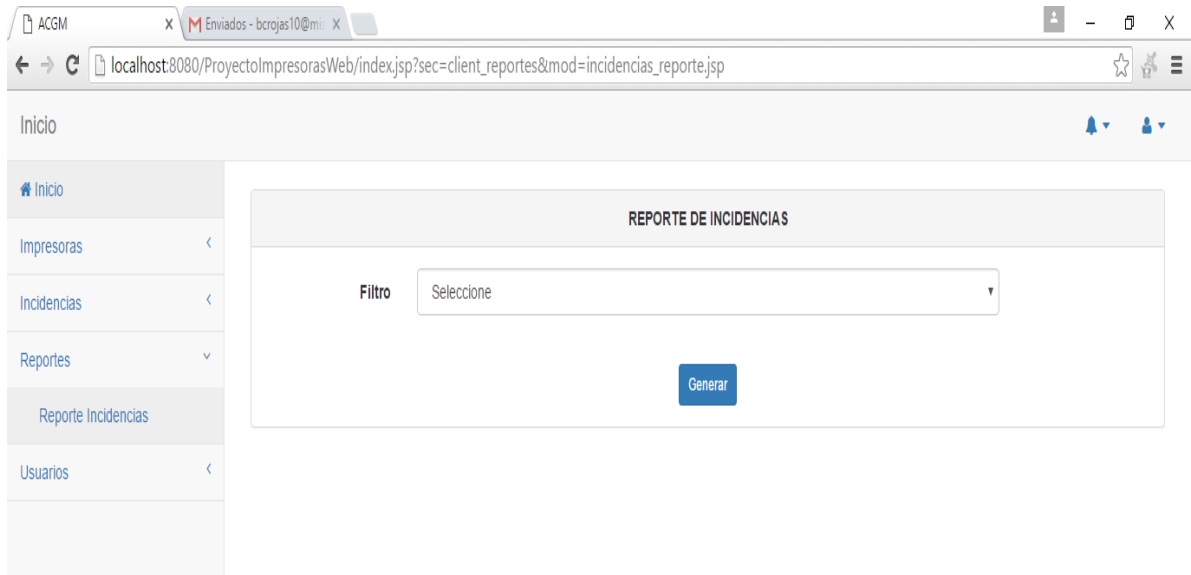 ACGM
Enviados - bcrojas10@mis
localhost:8080/ProyectoImpresorasWeb/index.jsp?sec=client_reportes&mod=incidencias_reporte.jsp
Inicio
Inicio
Impresoras
Incidencias
Reportes
Reporte Incidencias
Usuarios
REPORTE DE INCIDENCIAS
Filtro
Seleccione
Generar